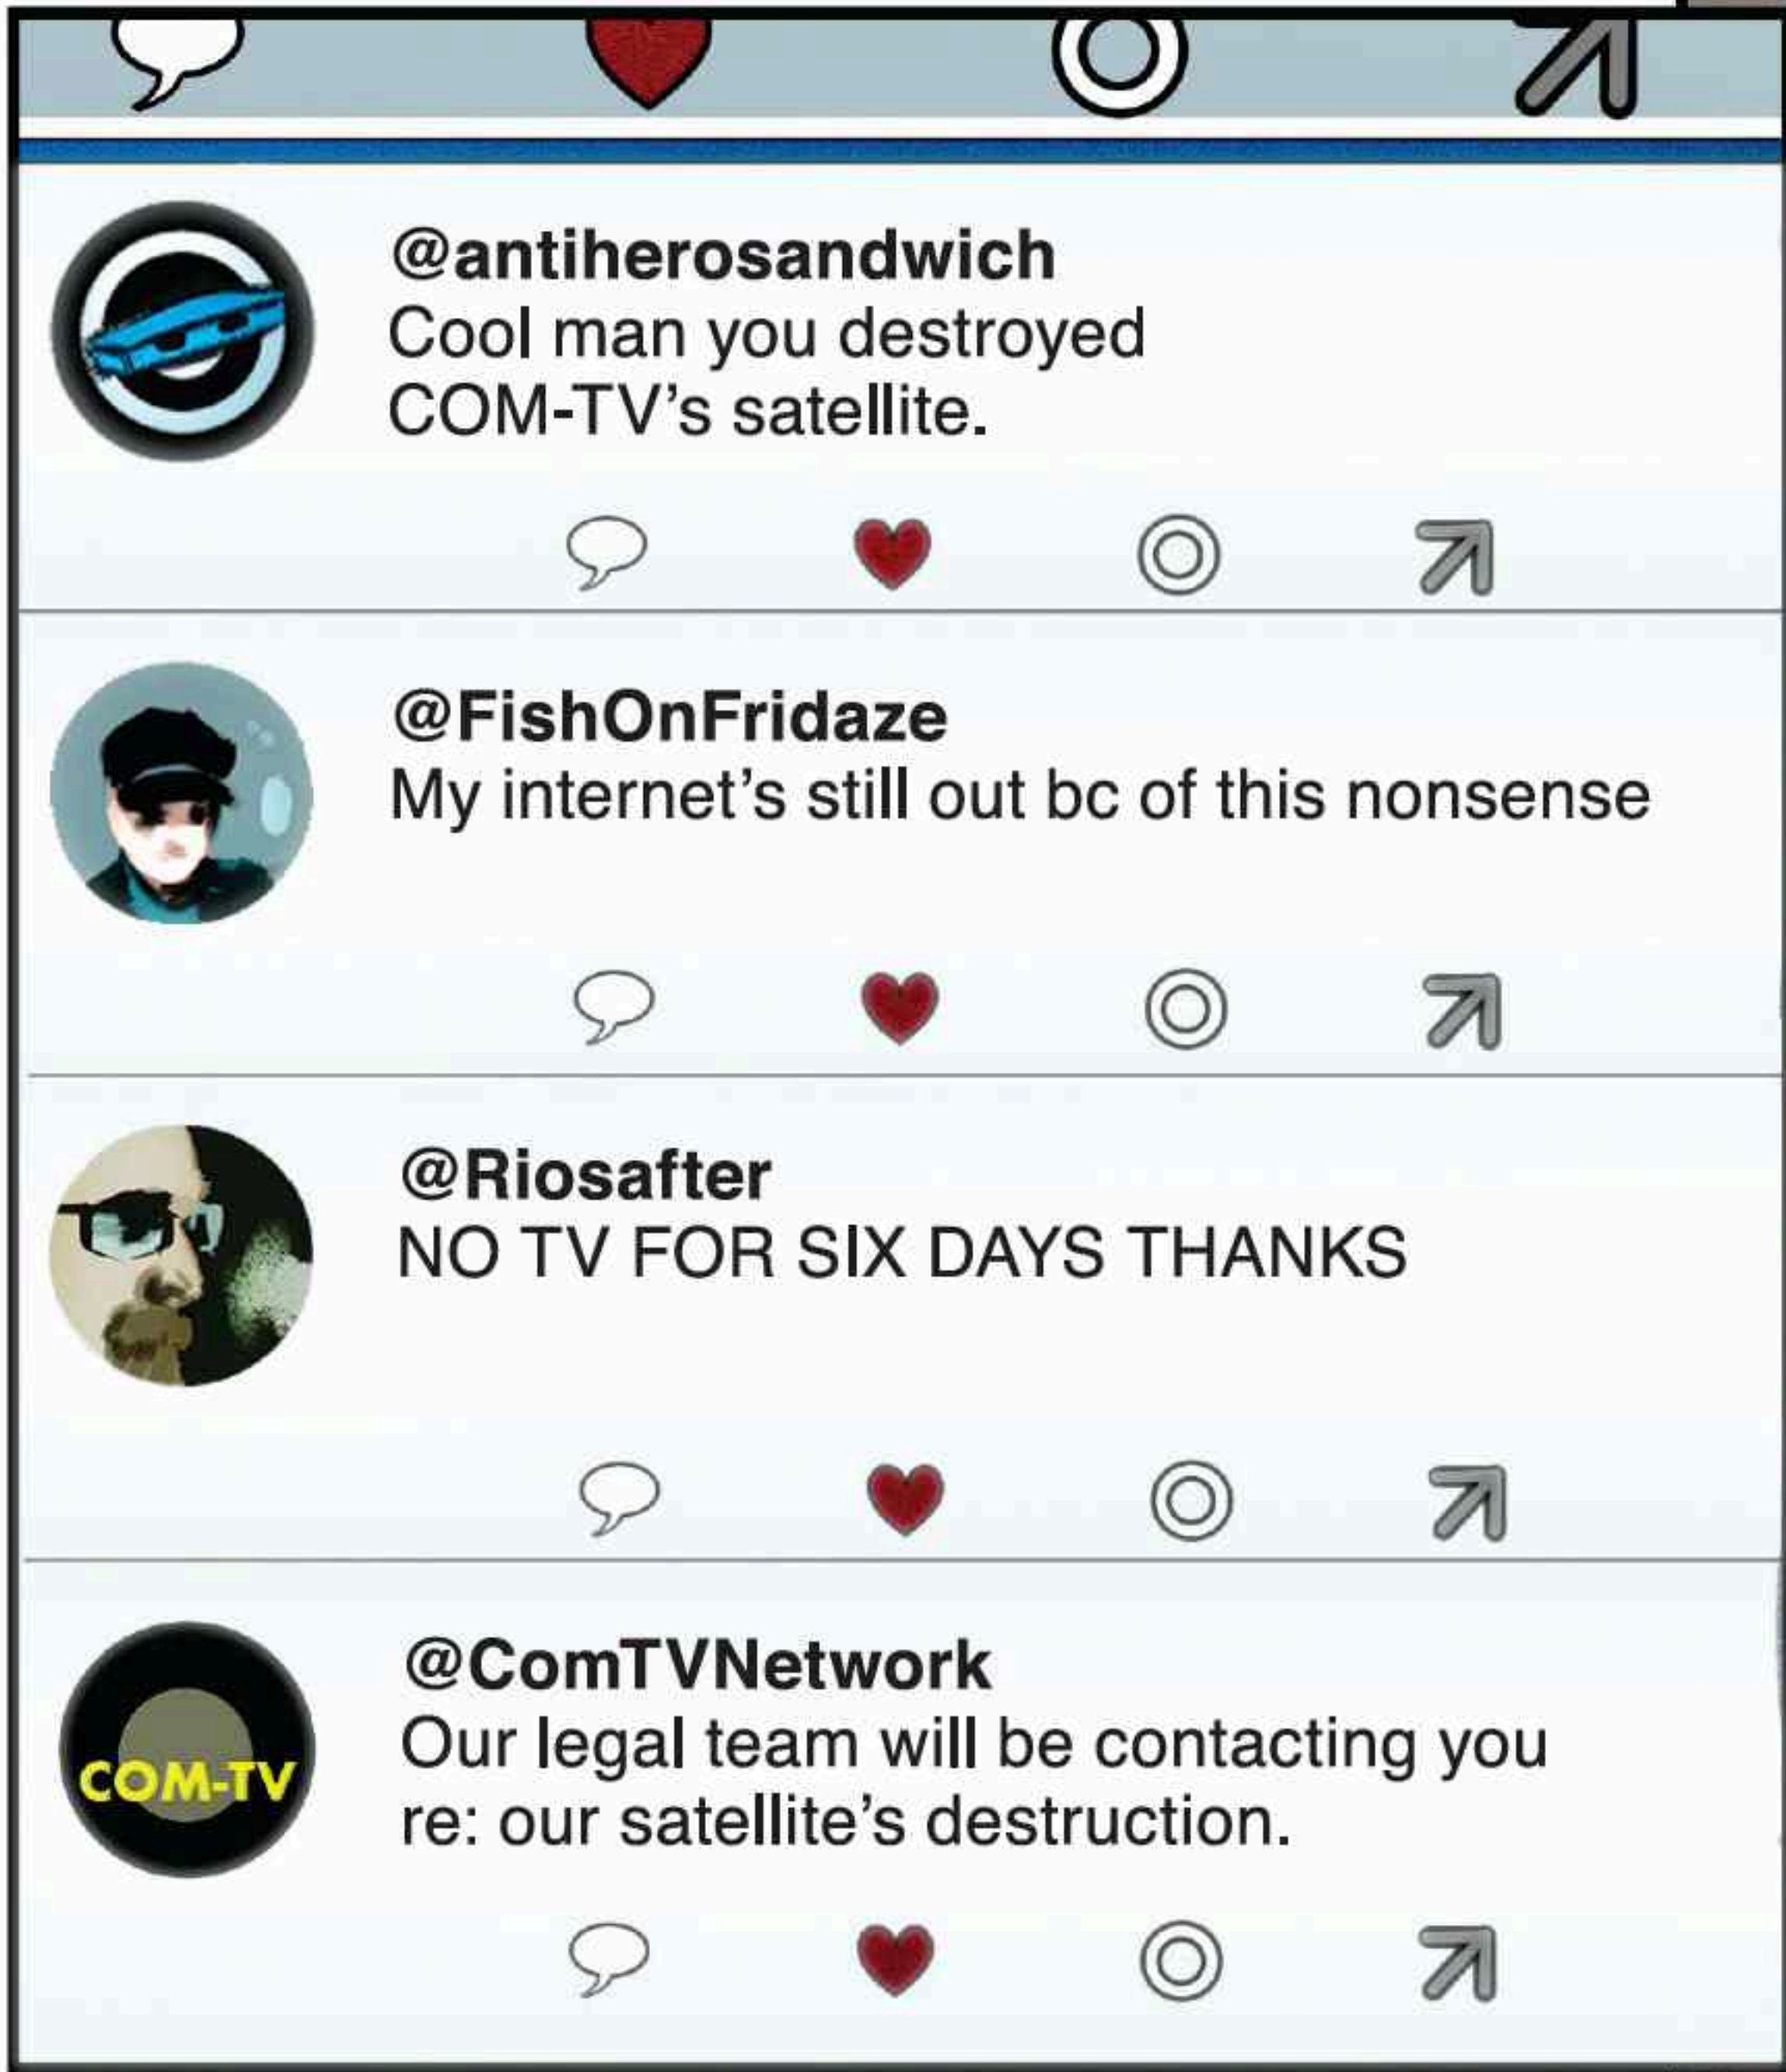 @antiherosandwich
Cool man you destroyed
COM-TV’s satellite.
@FishOnFridaze
My internet’s still out bc of this nonsense
@Riosafter
NO TV FOR SIX DAYS THANKS
COM-TV
@ComTVNetwork
Our legal team will be contacting you
re: our satellite’s destruction.